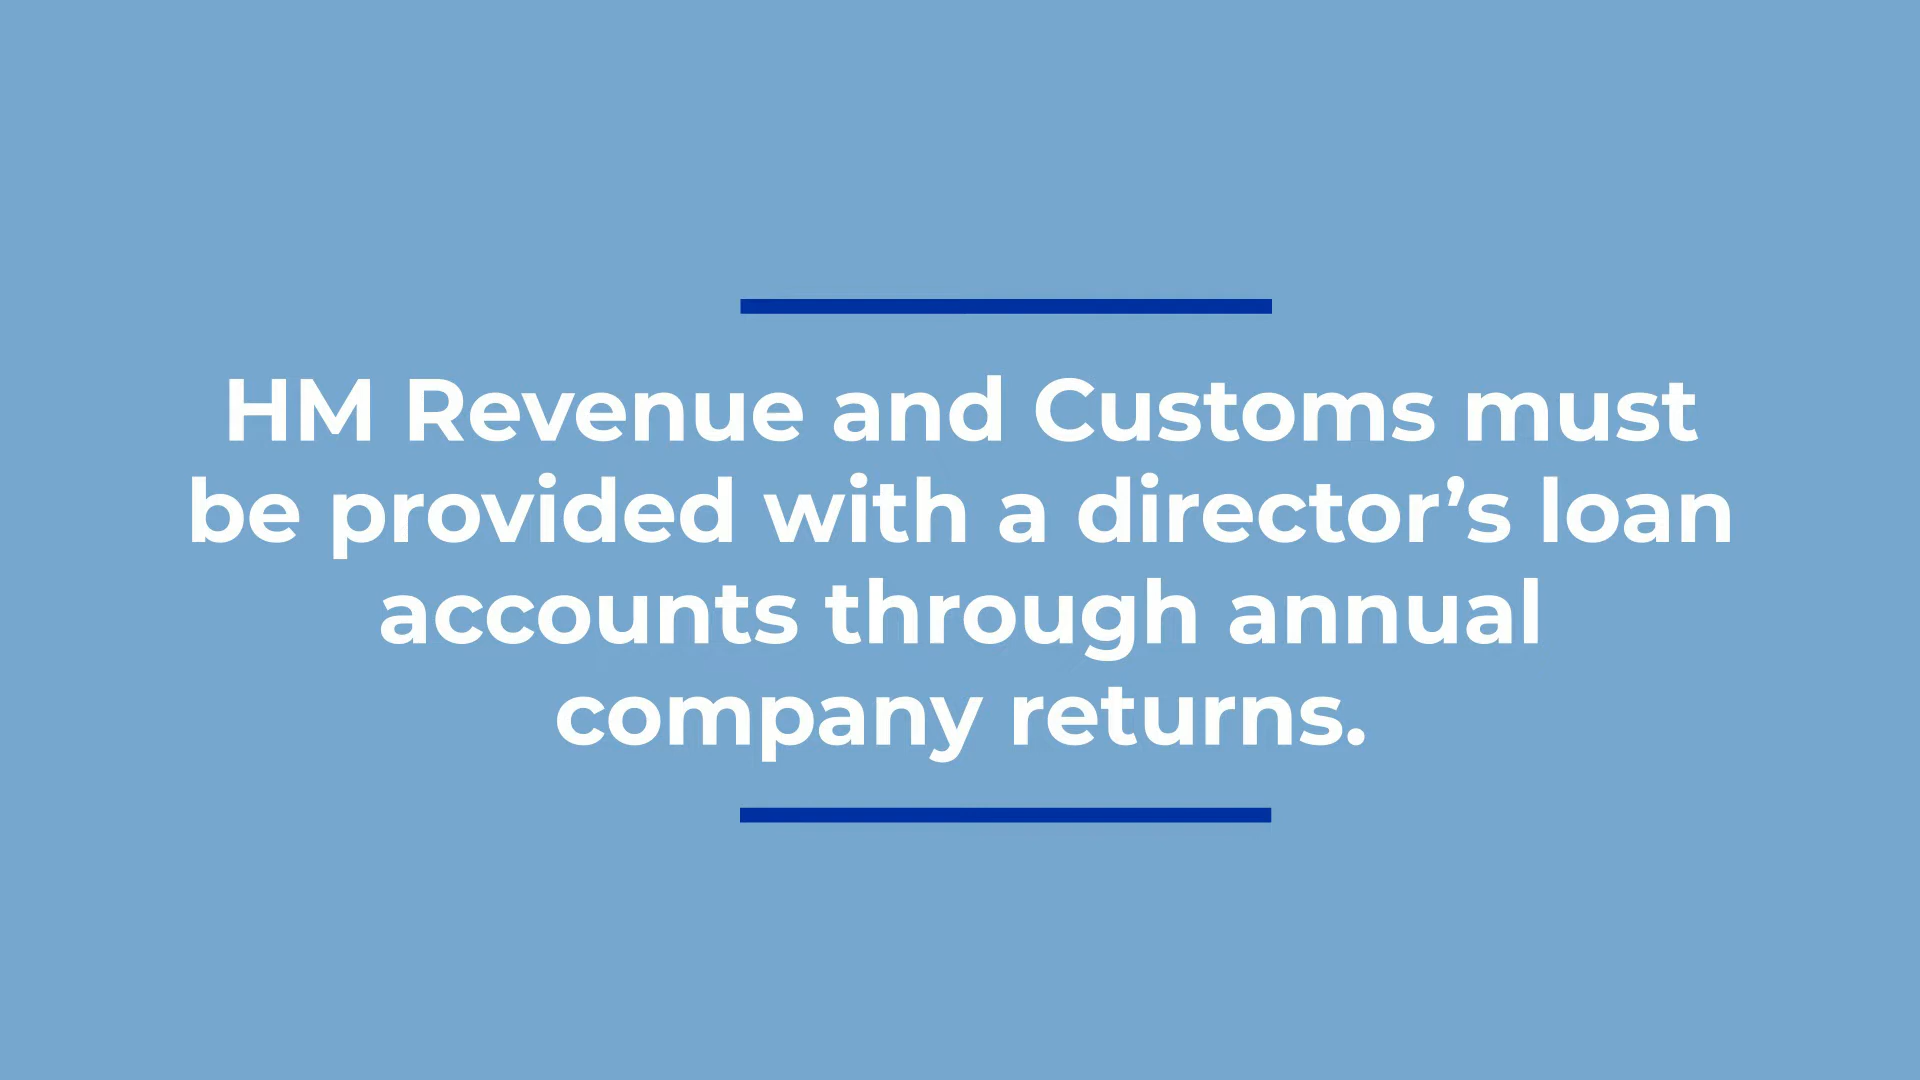 HM Revenue and Customs must
be provided with a director’s loan
accounts through annual
company returns.